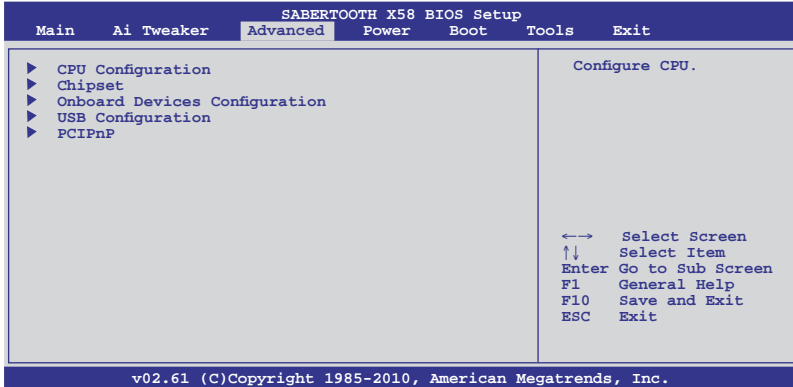 SABERTOOTH X58 BIOS Setup
Main Ai Tweaker Advanced Power Boot Tools Exit
CPU Configuration
Chipset
Onboard Devices Configuration
USB Configuration
PCIPnP
Configure CPU.
←→ Select Screen
↑↓ Select Item
Enter Go to Sub Screen
F1 General Help
F10 Save and Exit
ESC Exit
v02.61 (C)Copyright 1985-2010, American Megatrends, Inc.